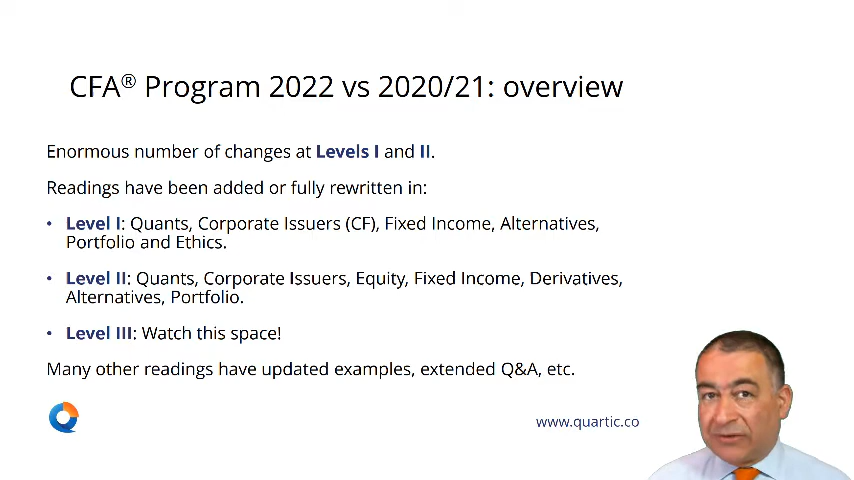 CFA® Program 2022 vs 2020/21: overview
Enormous number of changes at Levels I and II.
Readings have been added or fully rewritten in:
• Level I: Quants, Corporate Issuers (CF), Fixed Income, Alternatives,
Portfolio and Ethics.
• Level II: Quants, Corporate Issuers, Equity, Fixed Income, Derivatives,
Alternatives, Portfolio.
• Level III: Watch this space!
Many other readings have updated examples, extended Q&A, etc.
www.quartic.co